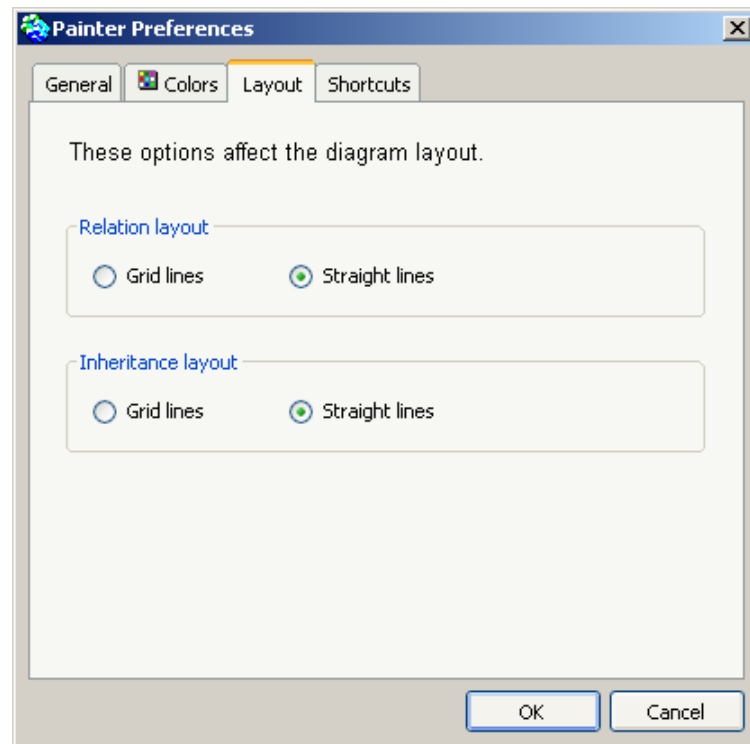 Painter Preferences
General Colors Layout Shortcuts
These options affect the diagram layout.
Relation layout
Grid lines Straight lines
Inheritance layout
Grid lines Straight lines
OK Cancel